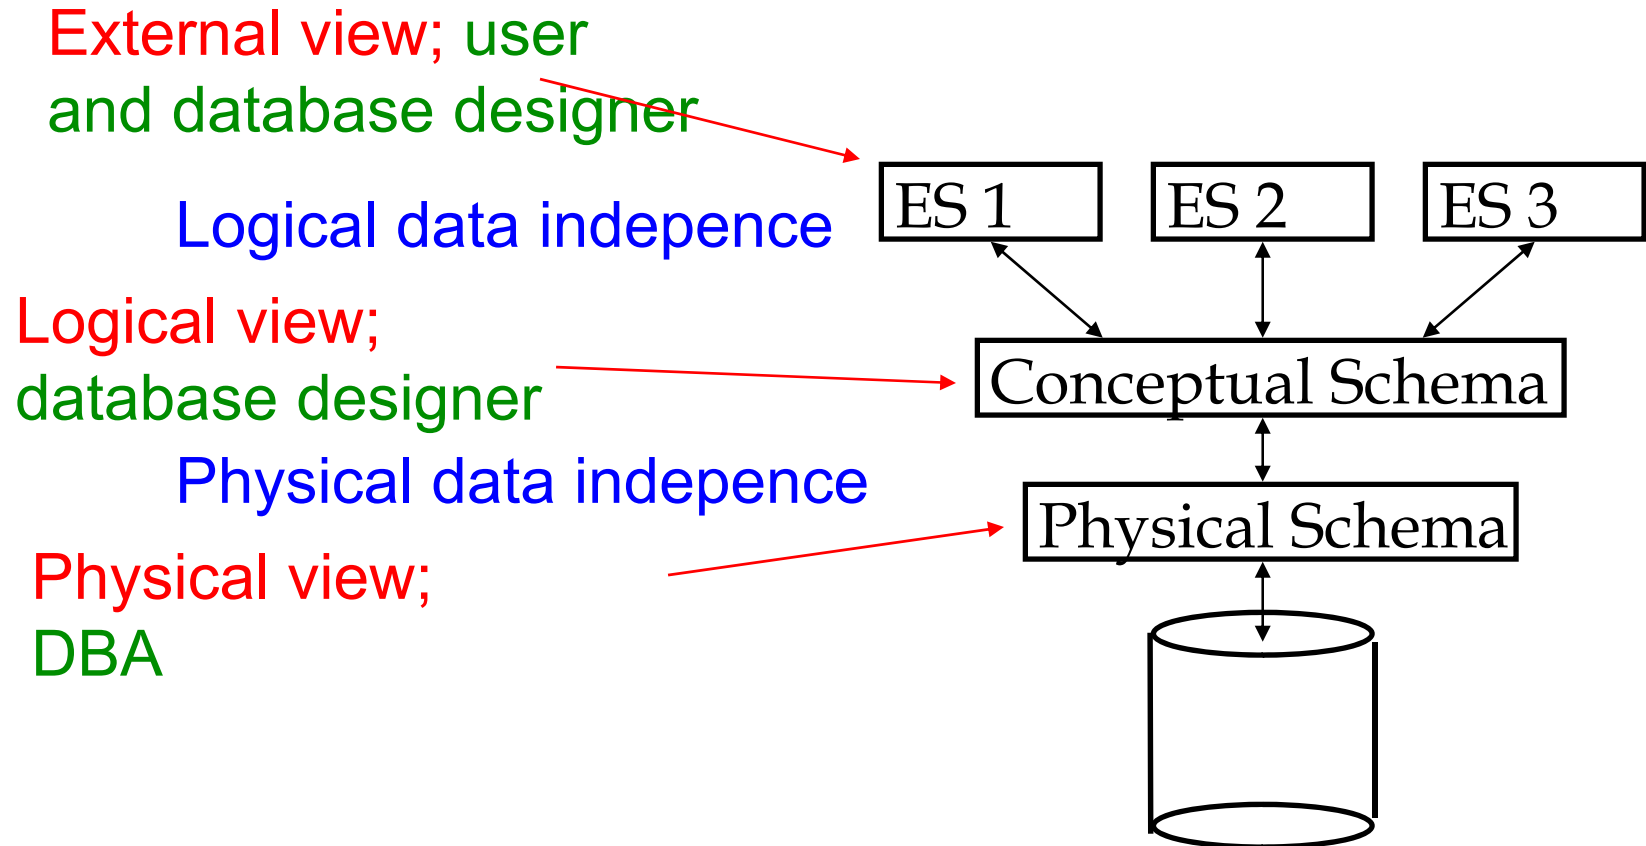 External view; user
and database designer
ES 1
ES 2
ES 3
Logical data indepence
Logical view;
database designer
Conceptual Schema
Physical data indepence
Physical Schema
Physical view;
DBA